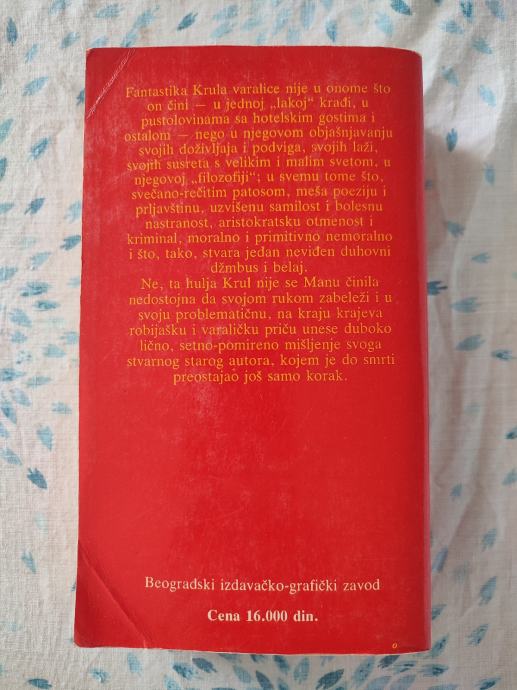 Fantastika Krula varalice nije u onome što
on čini — u jednoj „lakoj“ krađi, u
pustolovinama sa hotelskim gostima i
ostalom — nego u njegovom objašnjavanju
svojih doživljaja i podviga, svojih laži,
svojih susreta s velikim i malim svetom, u
njegovoj „filozofiji“; u svemu tome što,
svečano-rečitim patosom, meša poeziju i
prljavštinu, uzvišenu samilost i bolesnu
nastranost, aristokratsku otmenost i
kriminal, moralno i primitivno nemoralno
i što, tako, stvara jedan neviđen duhovni
džmbus i belaj.
Ne, ta hulja Krul nije se Manu činila
nedostojna da svojom rukom zabeleži i u
svoju problematičnu, na kraju krajeva
robijašku i varaličku priču unese duboko
lično, setno-pomireno mišljenje svoga
stvarnog starog autora, kojem je do smrti
preostajao još samo korak.
Beogradski izdavačko-grafički zavod
Cena 16.000 din.